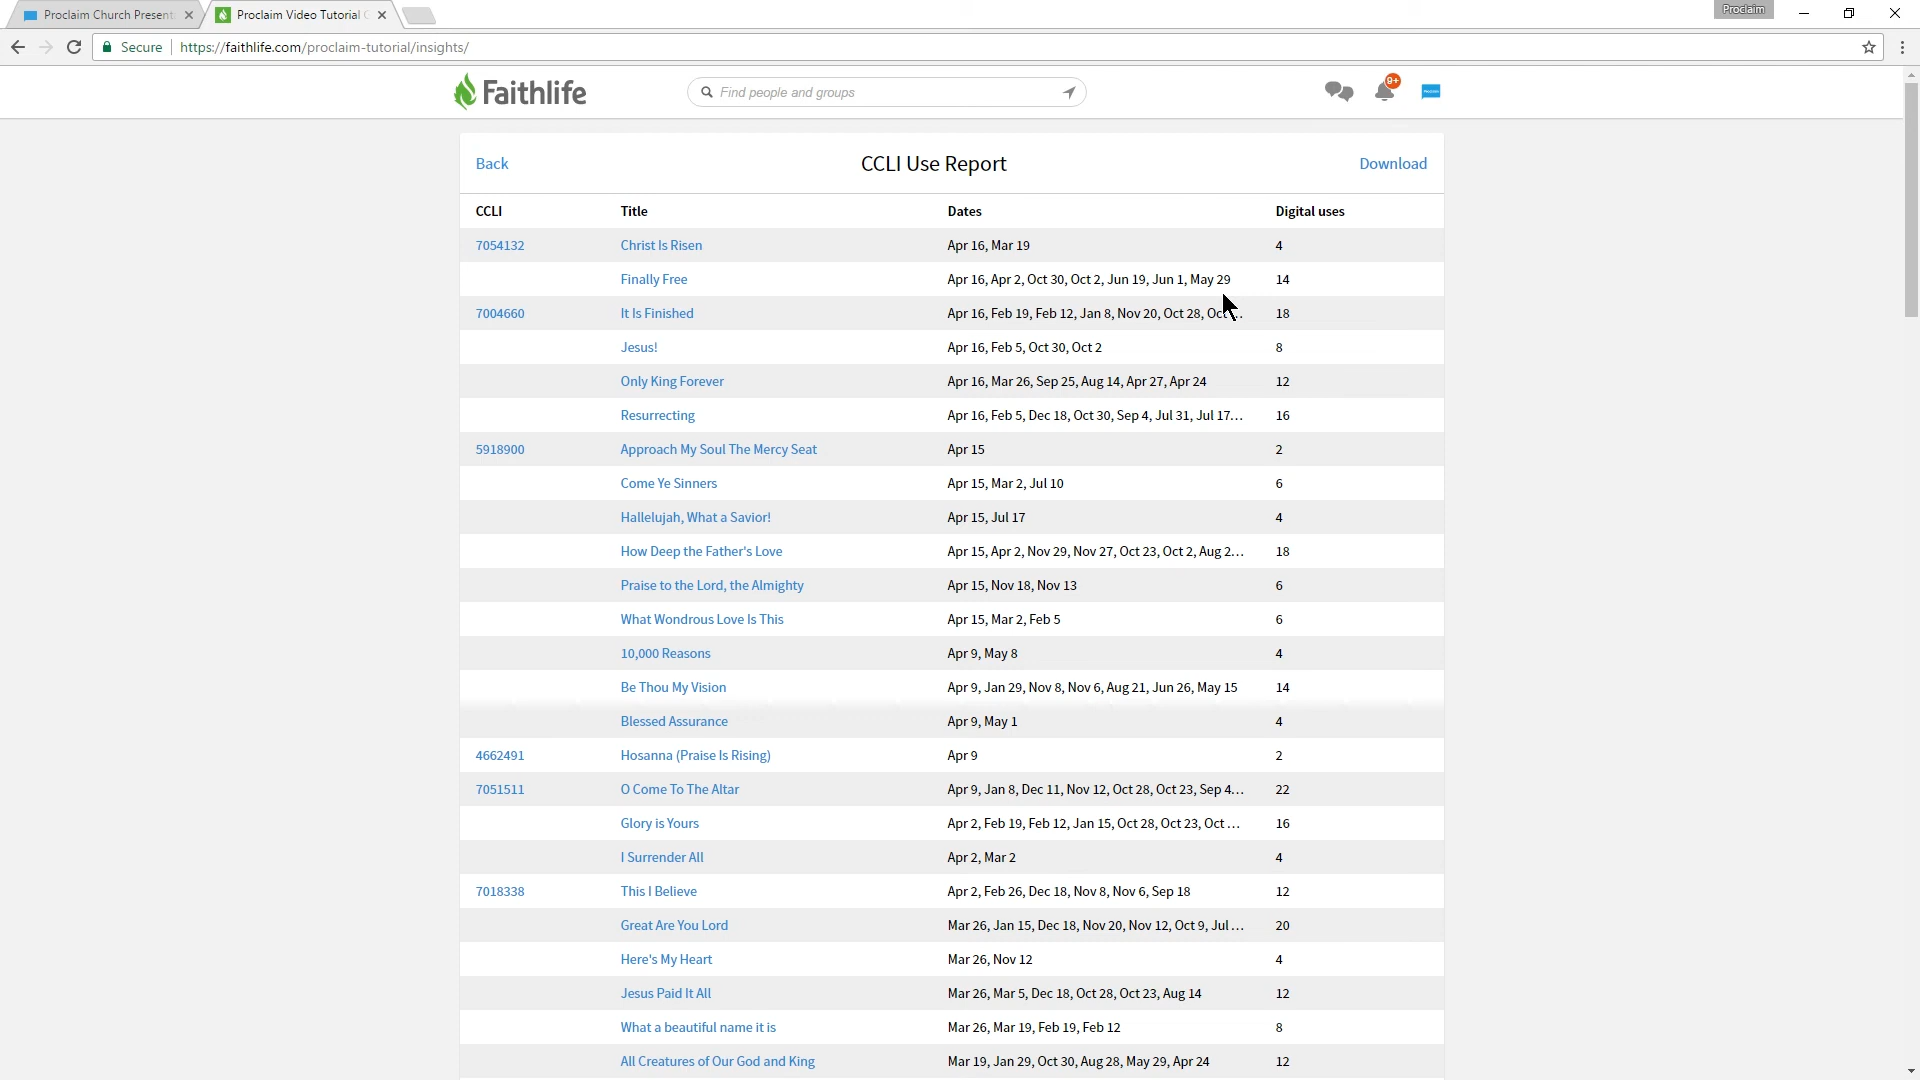 Proclaim Church Present
Proclaim Video Tutorial
Proclaim
Secure https://faithlife.com/proclaim-tutorial/insights/
Faithlife
Find people and groups
9+
Back CCLI Use Report Download
CCLI Title Dates Digital uses
7054132 Christ Is Risen Apr 16, Mar 19 4
Finally Free Apr 16, Apr 2, Oct 30, Oct 2, Jun 19, Jun 1, May 29 14
7004660 It Is Finished Apr 16, Feb 19, Feb 12, Jan 8, Nov 20, Oct 28, 18
Jesus! Apr 16, Feb 5, Oct 30, Oct 2 8
Only King Forever Apr 16, Mar 26, Sep 25, Aug 14, Apr 27, Apr 24 12
Resurrecting Apr 16, Feb 5, Dec 18, Oct 30, Sep 4, Jul 31, Jul 17... 16
5918900 Approach My Soul The Mercy Seat Apr 15 2
Come Ye Sinners Apr 15, Mar 2, Jul 10 6
Hallelujah, What a Savior! Apr 15, Jul 17 4
How Deep the Father's Love Apr 15, Apr 2, Nov 29, Nov 27, Oct 23, Oct 2, Aug 2... 18
Praise to the Lord, the Almighty Apr 15, Nov 18, Nov 13 6
What Wondrous Love Is This Apr 15, Mar 2, Feb 5 6
10,000 Reasons Apr 9, May 8 4
Be Thou My Vision Apr 9, Jan 29, Nov 8, Nov 6, Aug 21, Jun 26, May 15 14
Blessed Assurance Apr 9, May 1 4
4662491 Hosanna (Praise Is Rising) Apr 9 2
7051511 O Come To The Altar Apr 9, Jan 8, Dec 11, Nov 12, Oct 28, Oct 23, Sep 4... 22
Glory is Yours Apr 2, Feb 19, Feb 12, Jan 15, Oct 28, Oct 23, Oct ... 16
I Surrender All Apr 2, Mar 2 4
7018338 This I Believe Apr 2, Feb 26, Dec 18, Nov 8, Nov 6, Sep 18 12
Great Are You Lord Mar 26, Jan 15, Dec 18, Nov 20, Nov 12, Oct 9, Jul ... 20
Here's My Heart Mar 26, Nov 12 4
Jesus Paid It All Mar 26, Mar 5, Dec 18, Oct 28, Oct 23, Aug 14 12
What a beautiful name it is Mar 26, Mar 19, Feb 19, Feb 12 8
All Creatures of Our God and King Mar 19, Jan 29, Oct 30, Aug 28, May 29, Apr 24 12